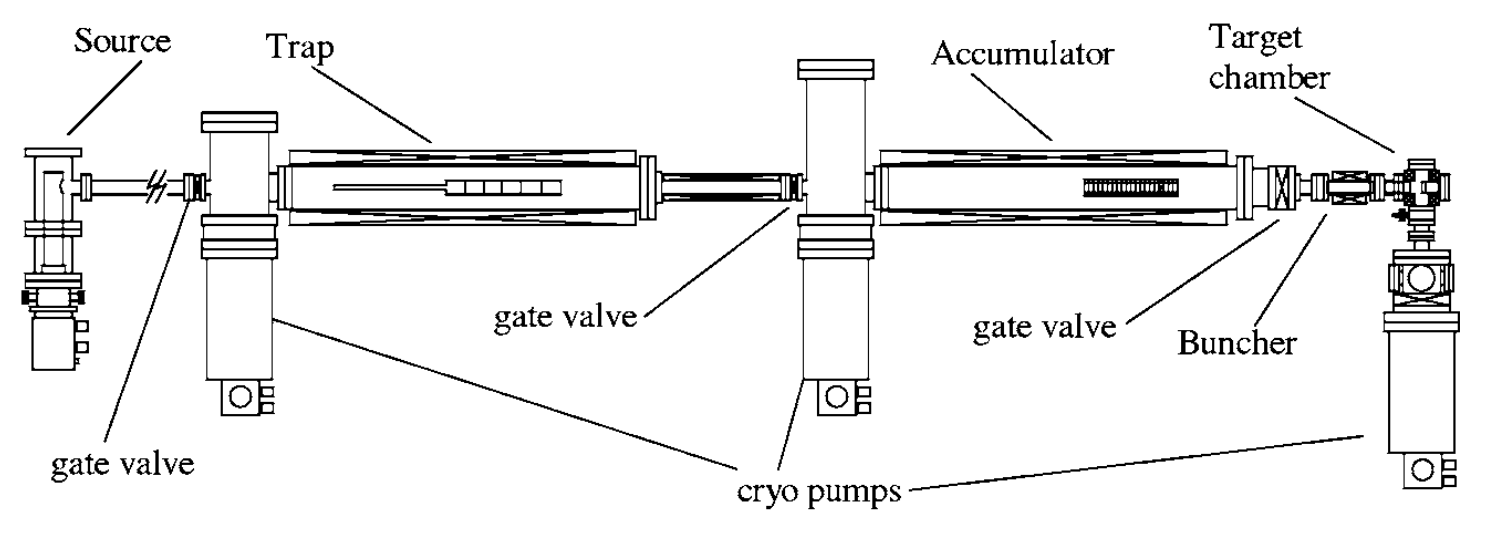 Source
Trap
Accumulator
Target
chamber
gate valve
gate valve
Buncher
gate valve
cryo pumps